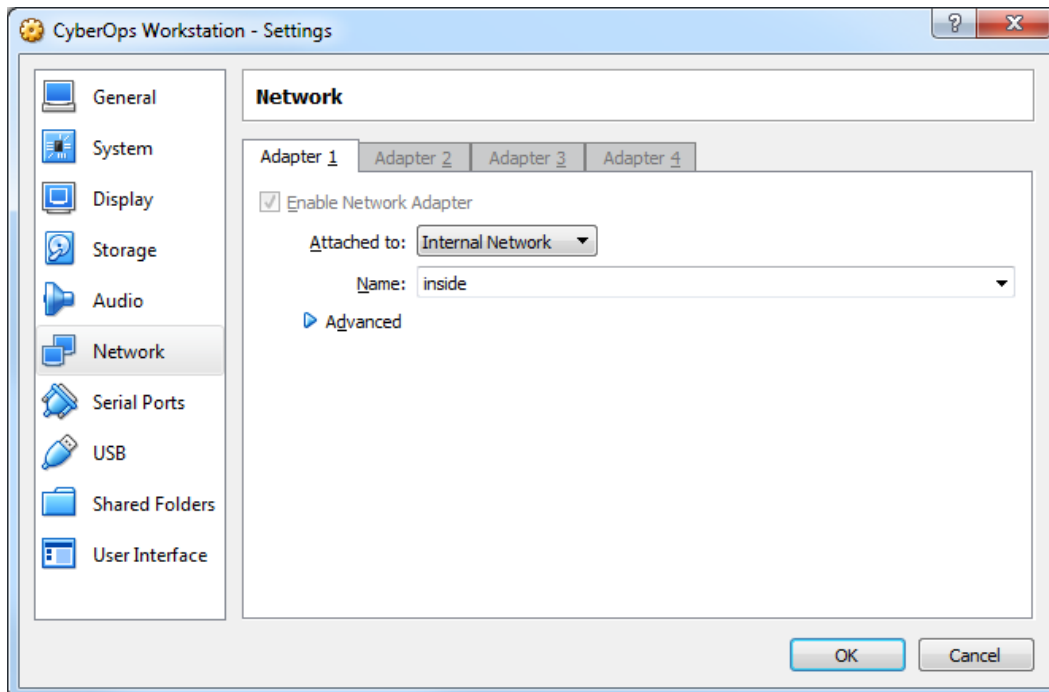 CyberOps Workstation - Settings
General
System
Display
Storage
Audio
Network
Serial Ports
USB
Shared Folders
User Interface
Network
Adapter 1 Adapter 2 Adapter 3 Adapter 4
Enable Network Adapter
Attached to: Internal Network
Name: inside
Advanced
OK Cancel